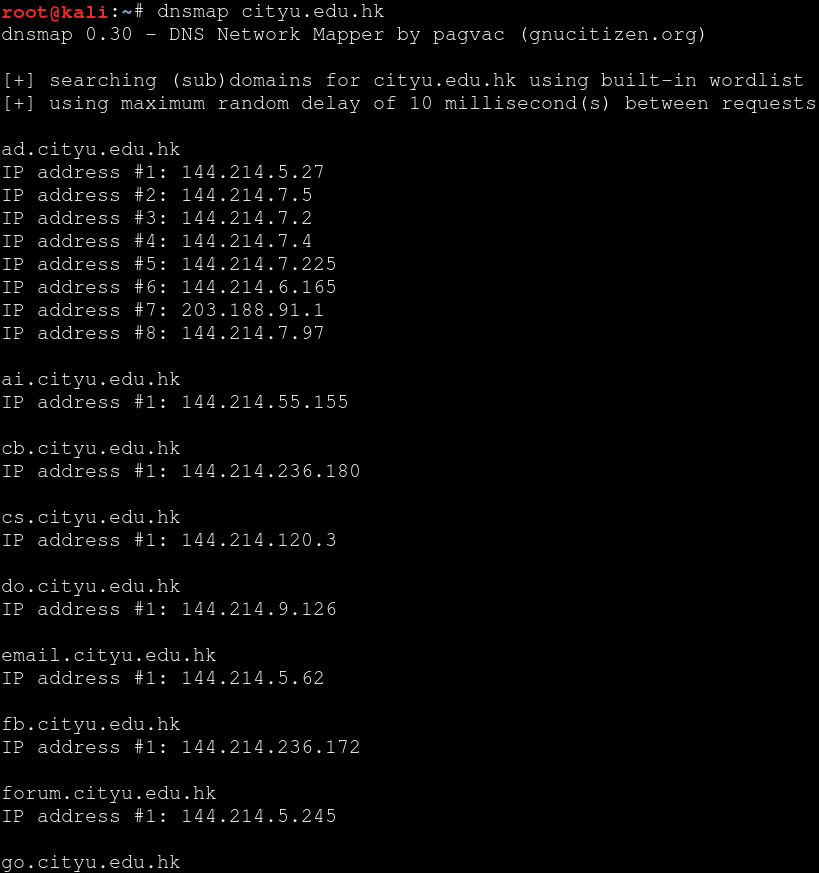 root@kali:~# dnsmap cityu.edu.hk
dnsmap 0.30 - DNS Network Mapper by pagvac (gnucitizen.org)
[+] searching (sub)domains for cityu.edu.hk using built-in wordlist
[+] using maximum random delay of 10 millisecond(s) between requests
ad.cityu.edu.hk
IP address #1: 144.214.5.27
IP address #2: 144.214.7.5
IP address #3: 144.214.7.2
IP address #4: 144.214.7.4
IP address #5: 144.214.7.225
IP address #6: 144.214.6.165
IP address #7: 203.188.91.1
IP address #8: 144.214.7.97
ai.cityu.edu.hk
IP address #1: 144.214.55.155
cb.cityu.edu.hk
IP address #1: 144.214.236.180
cs.cityu.edu.hk
IP address #1: 144.214.120.3
do.cityu.edu.hk
IP address #1: 144.214.9.126
email.cityu.edu.hk
IP address #1: 144.214.5.62
fb.cityu.edu.hk
IP address #1: 144.214.236.172
forum.cityu.edu.hk
IP address #1: 144.214.5.245
go.cityu.edu.hk